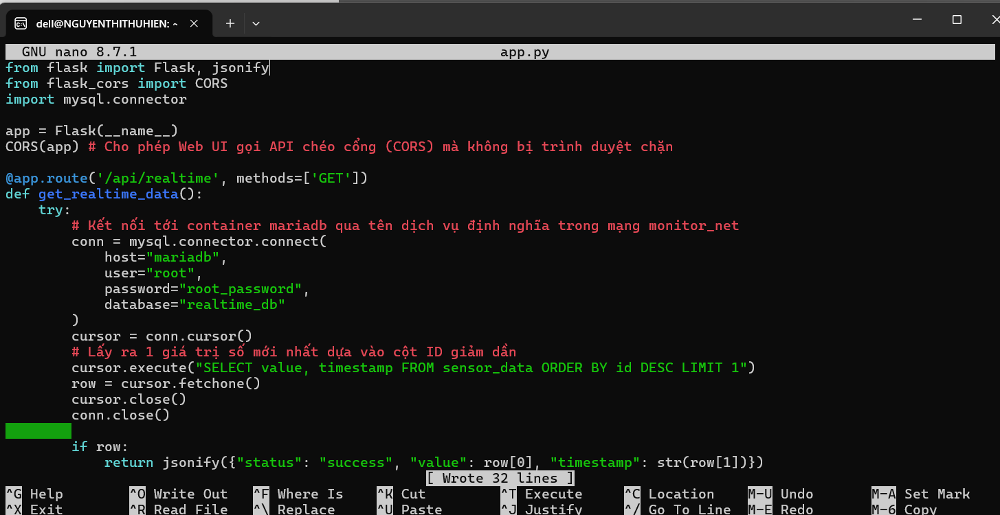 dell@NGUYENTHITHUHIEN: ~
GNU nano 8.7.1 app.py
from flask import Flask, jsonify
from flask_cors import CORS
import mysql.connector
app = Flask(__name__)
CORS(app) # Cho phép Web UI gọi API chéo cổng (CORS) mà không bị trình duyệt chặn
@app.route('/api/realtime', methods=['GET'])
def get_realtime_data():
    try:
        # Kết nối tới container mariadb qua tên dịch vụ định nghĩa trong mạng monitor_net
        conn = mysql.connector.connect(
            host="mariadb",
            user="root",
            password="root_password",
            database="realtime_db"
        )
        cursor = conn.cursor()
        # Lấy ra 1 giá trị số mới nhất dựa vào cột ID giảm dần
        cursor.execute("SELECT value, timestamp FROM sensor_data ORDER BY id DESC LIMIT 1")
        row = cursor.fetchone()
        cursor.close()
        conn.close()
        if row:
            return jsonify({"status": "success", "value": row[0], "timestamp": str(row[1])})
[ Wrote 32 lines ]
^G Help ^O Write Out ^F Where Is ^K Cut ^T Execute ^C Location M-U Undo M-A Set Mark
^X Exit ^R Read File ^\ Replace ^U Paste ^J Justify ^/ Go To Line M-E Redo M-6 Copy